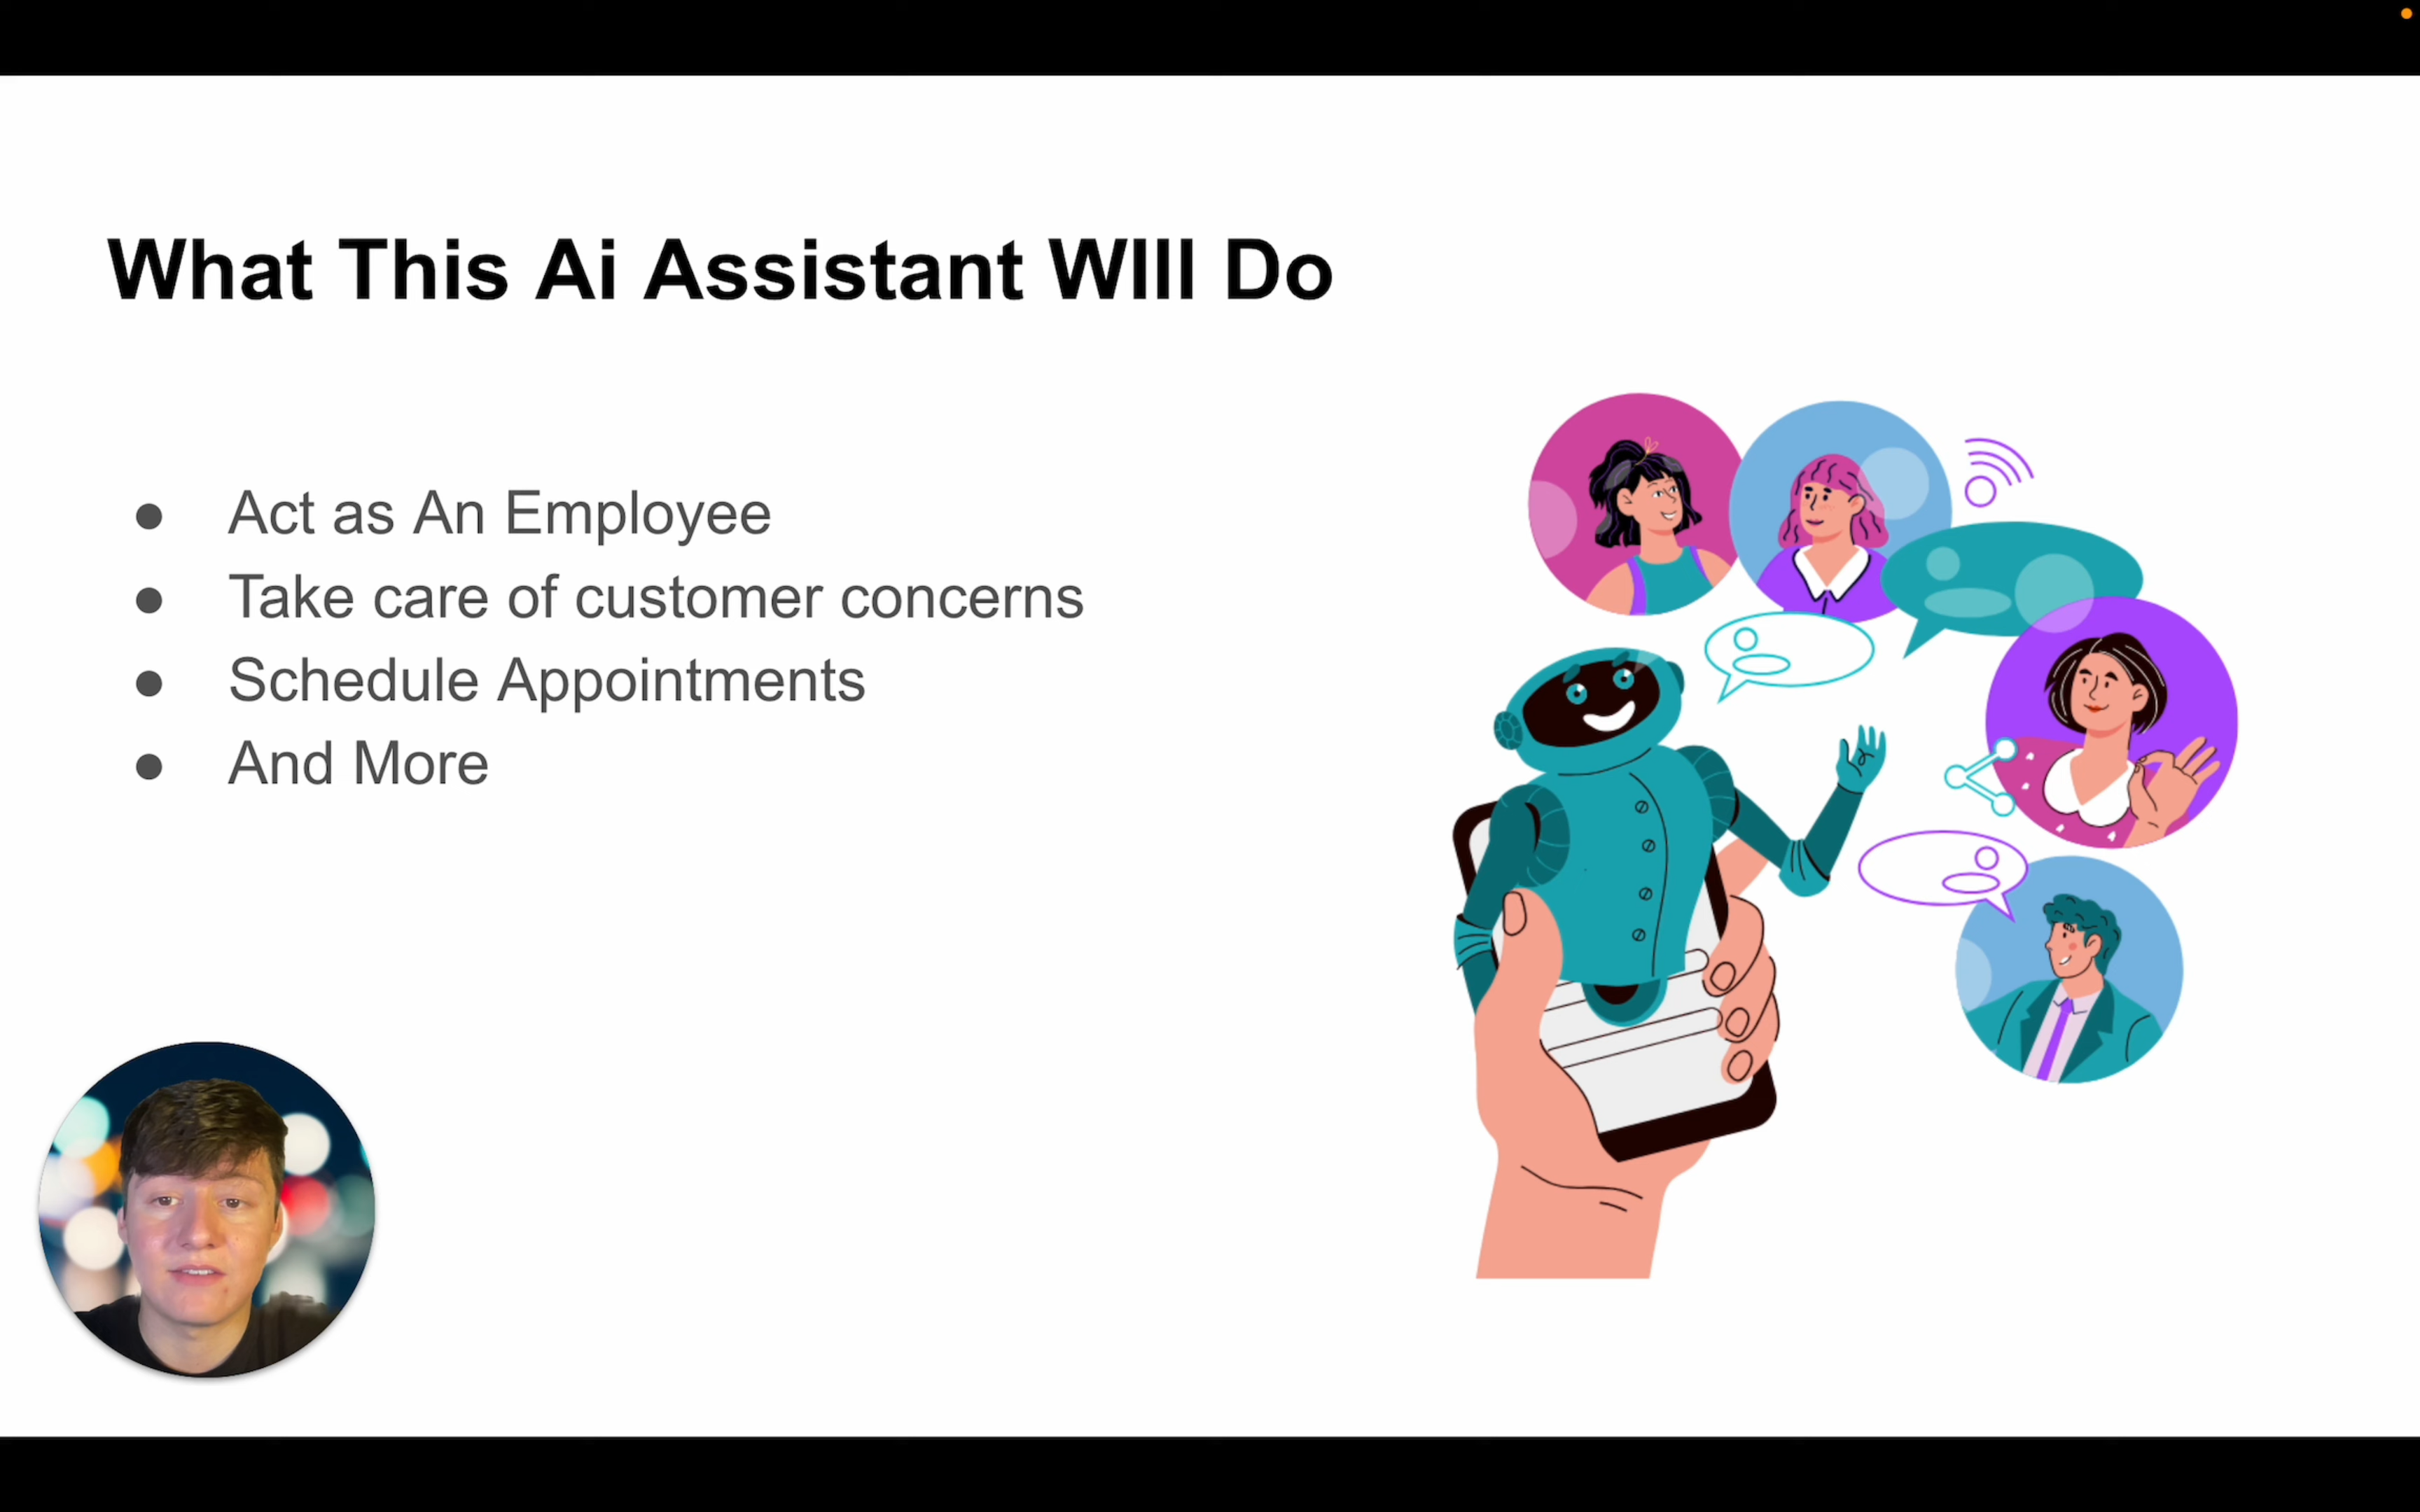 What This Ai Assistant WIll Do
● Act as An Employee
● Take care of customer concerns
● Schedule Appointments
● And More